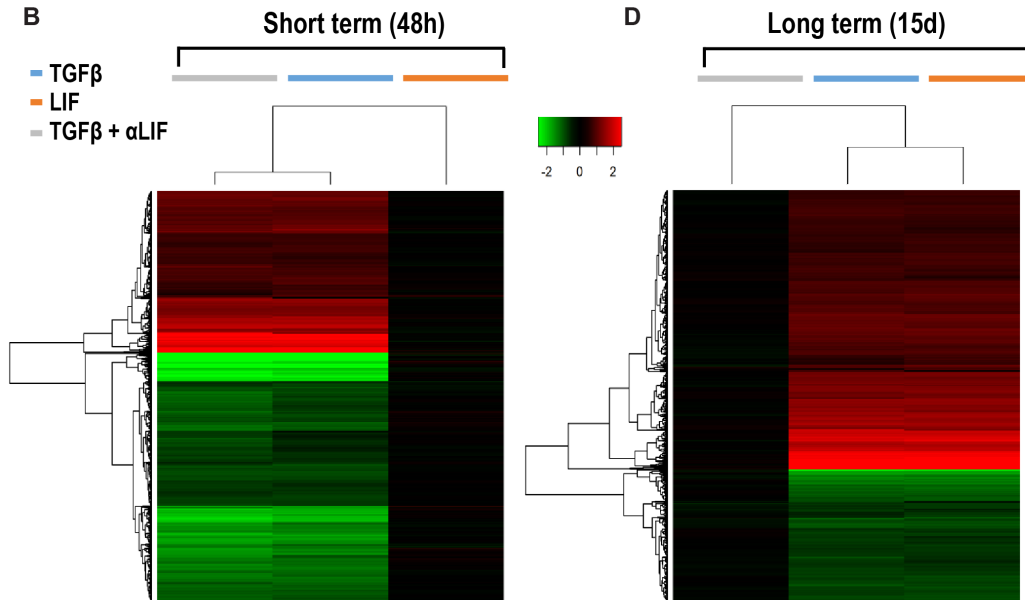 B
Short term (48h)
TGFβ
LIF
TGFβ + αLIF
-2 0 2
D
Long term (15d)